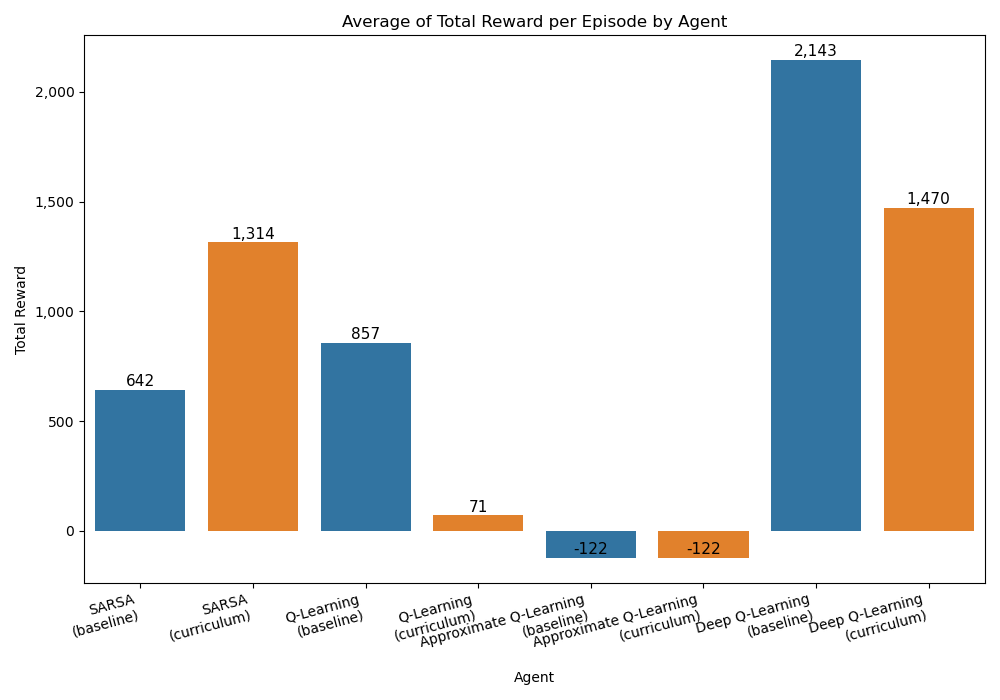 Average of Total Reward per Episode by Agent
2,143
2,000
1,500
1,470
1,314
1,000
857
642
500
71
0
-122
-122
Total Reward
SARSA
(baseline)
SARSA
(curriculum)
Q-Learning
(baseline)
Q-Learning
(curriculum)
Approximate Q-Learning
(baseline)
Approximate Q-Learning
(curriculum)
Deep Q-Learning
(baseline)
Deep Q-Learning
(curriculum)
Agent